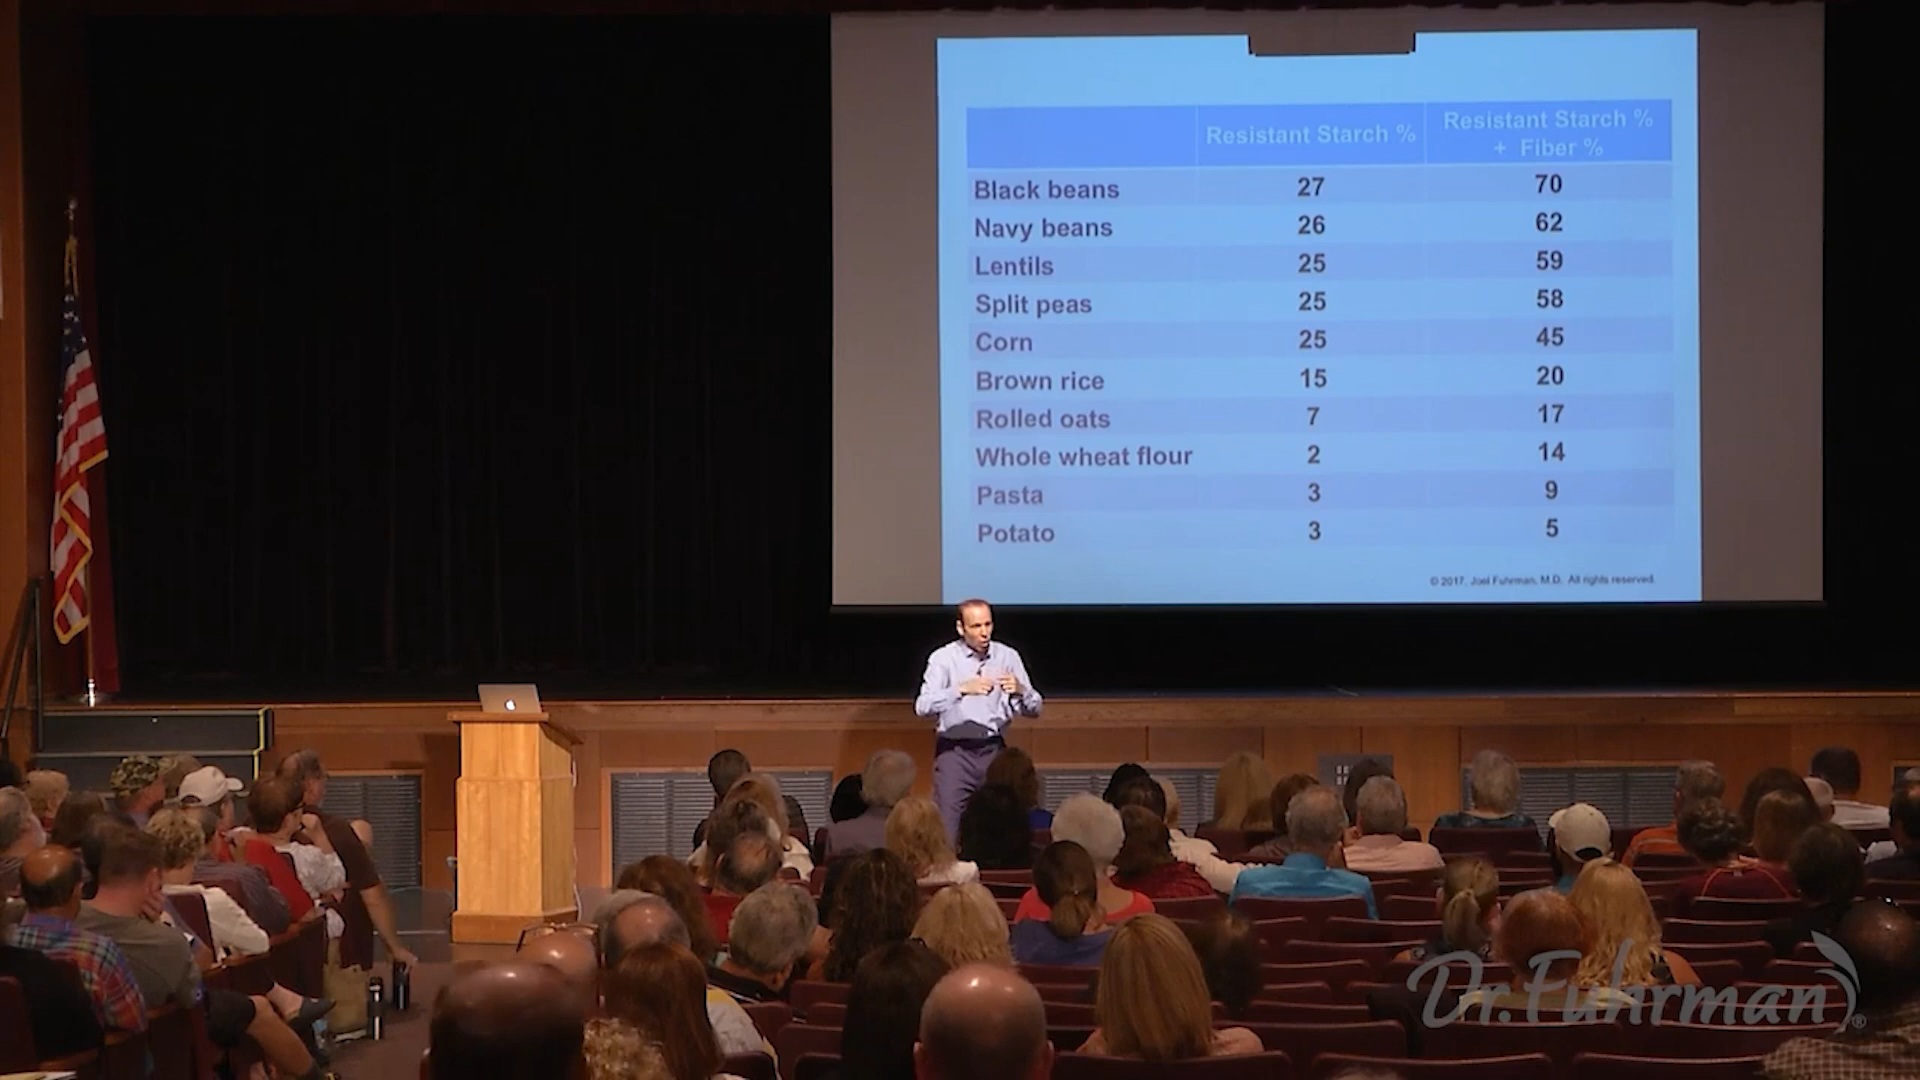 Resistant Starch % Resistant Starch %
+ Fiber %
Black beans 27 70
Navy beans 26 62
Lentils 25 59
Split peas 25 58
Corn 25 45
Brown rice 15 20
Rolled oats 7 17
Whole wheat flour 2 14
Pasta 3 9
Potato 3 5
© 2017, Joel Fuhrman, M.D. All rights reserved.
Dr. Fuhrman®